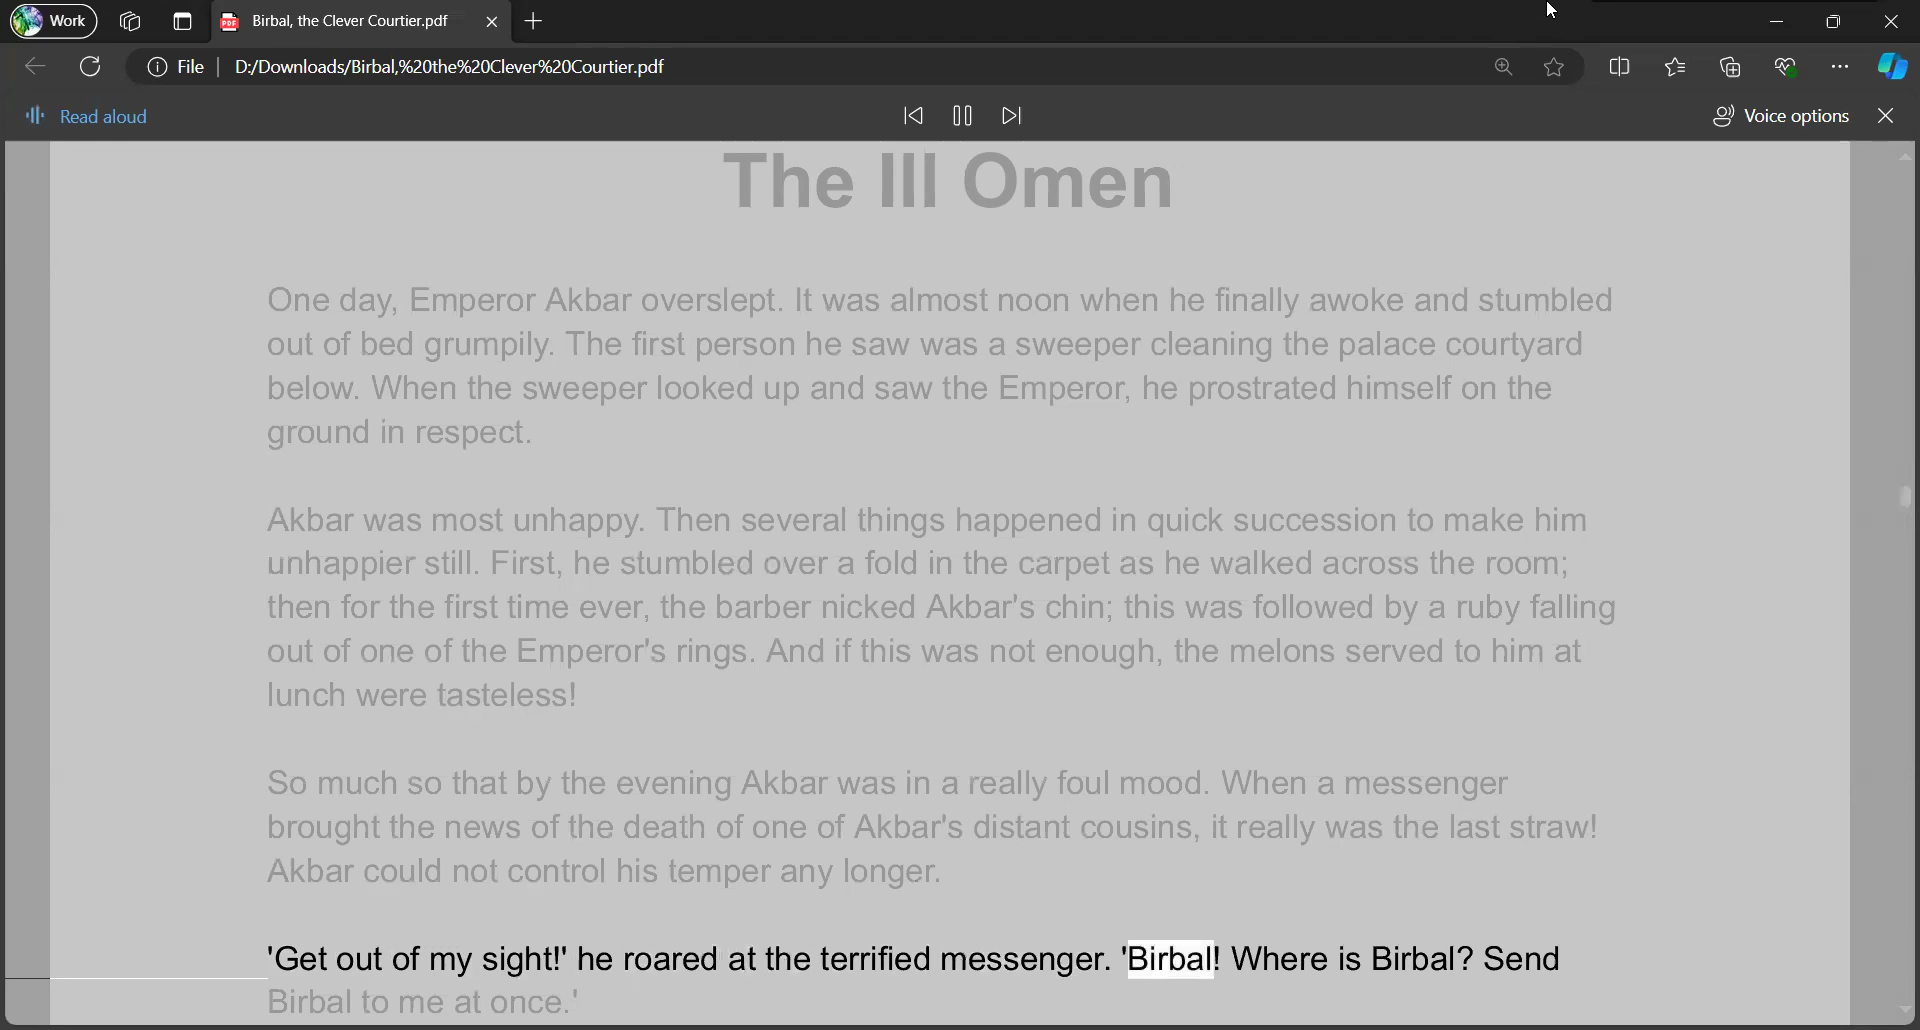 Work
Birbal, the Clever Courtier.pdf
File
D:/Downloads/Birbal,%20the%20Clever%20Courtier.pdf
Read aloud
Voice options
The Ill Omen
One day, Emperor Akbar overslept. It was almost noon when he finally awoke and stumbled
out of bed grumpily. The first person he saw was a sweeper cleaning the palace courtyard
below. When the sweeper looked up and saw the Emperor, he prostrated himself on the
ground in respect.
Akbar was most unhappy. Then several things happened in quick succession to make him
unhappier still. First, he stumbled over a fold in the carpet as he walked across the room;
then for the first time ever, the barber nicked Akbar's chin; this was followed by a ruby falling
out of one of the Emperor's rings. And if this was not enough, the melons served to him at
lunch were tasteless!
So much so that by the evening Akbar was in a really foul mood. When a messenger
brought the news of the death of one of Akbar's distant cousins, it really was the last straw!
Akbar could not control his temper any longer.
'Get out of my sight!' he roared at the terrified messenger. 'Birbal! Where is Birbal? Send
Birbal to me at once.'